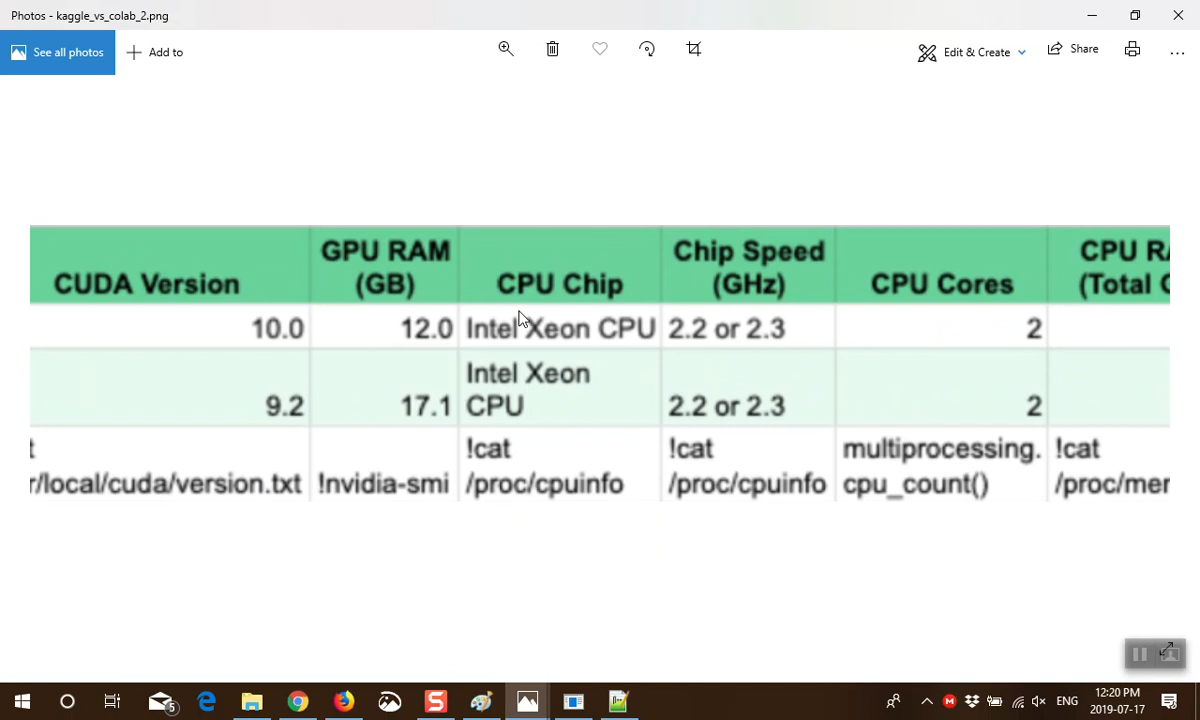 Photos - kaggle_vs_colab_2.png
See all photos
Add to
Edit & Create
Share
CUDA Version
GPU RAM (GB)
CPU Chip
Chip Speed (GHz)
CPU Cores
CPU RA
(Total
10.0
12.0
Intel Xeon CPU
2.2 or 2.3
2
9.2
17.1
Intel Xeon
CPU
2.2 or 2.3
2
t
r/local/cuda/version.txt
!nvidia-smi
!cat
/proc/cpuinfo
!cat
/proc/cpuinfo
multiprocessing.
cpu_count()
!cat
/proc/mer
5
ENG
12:20 PM
2019-07-17